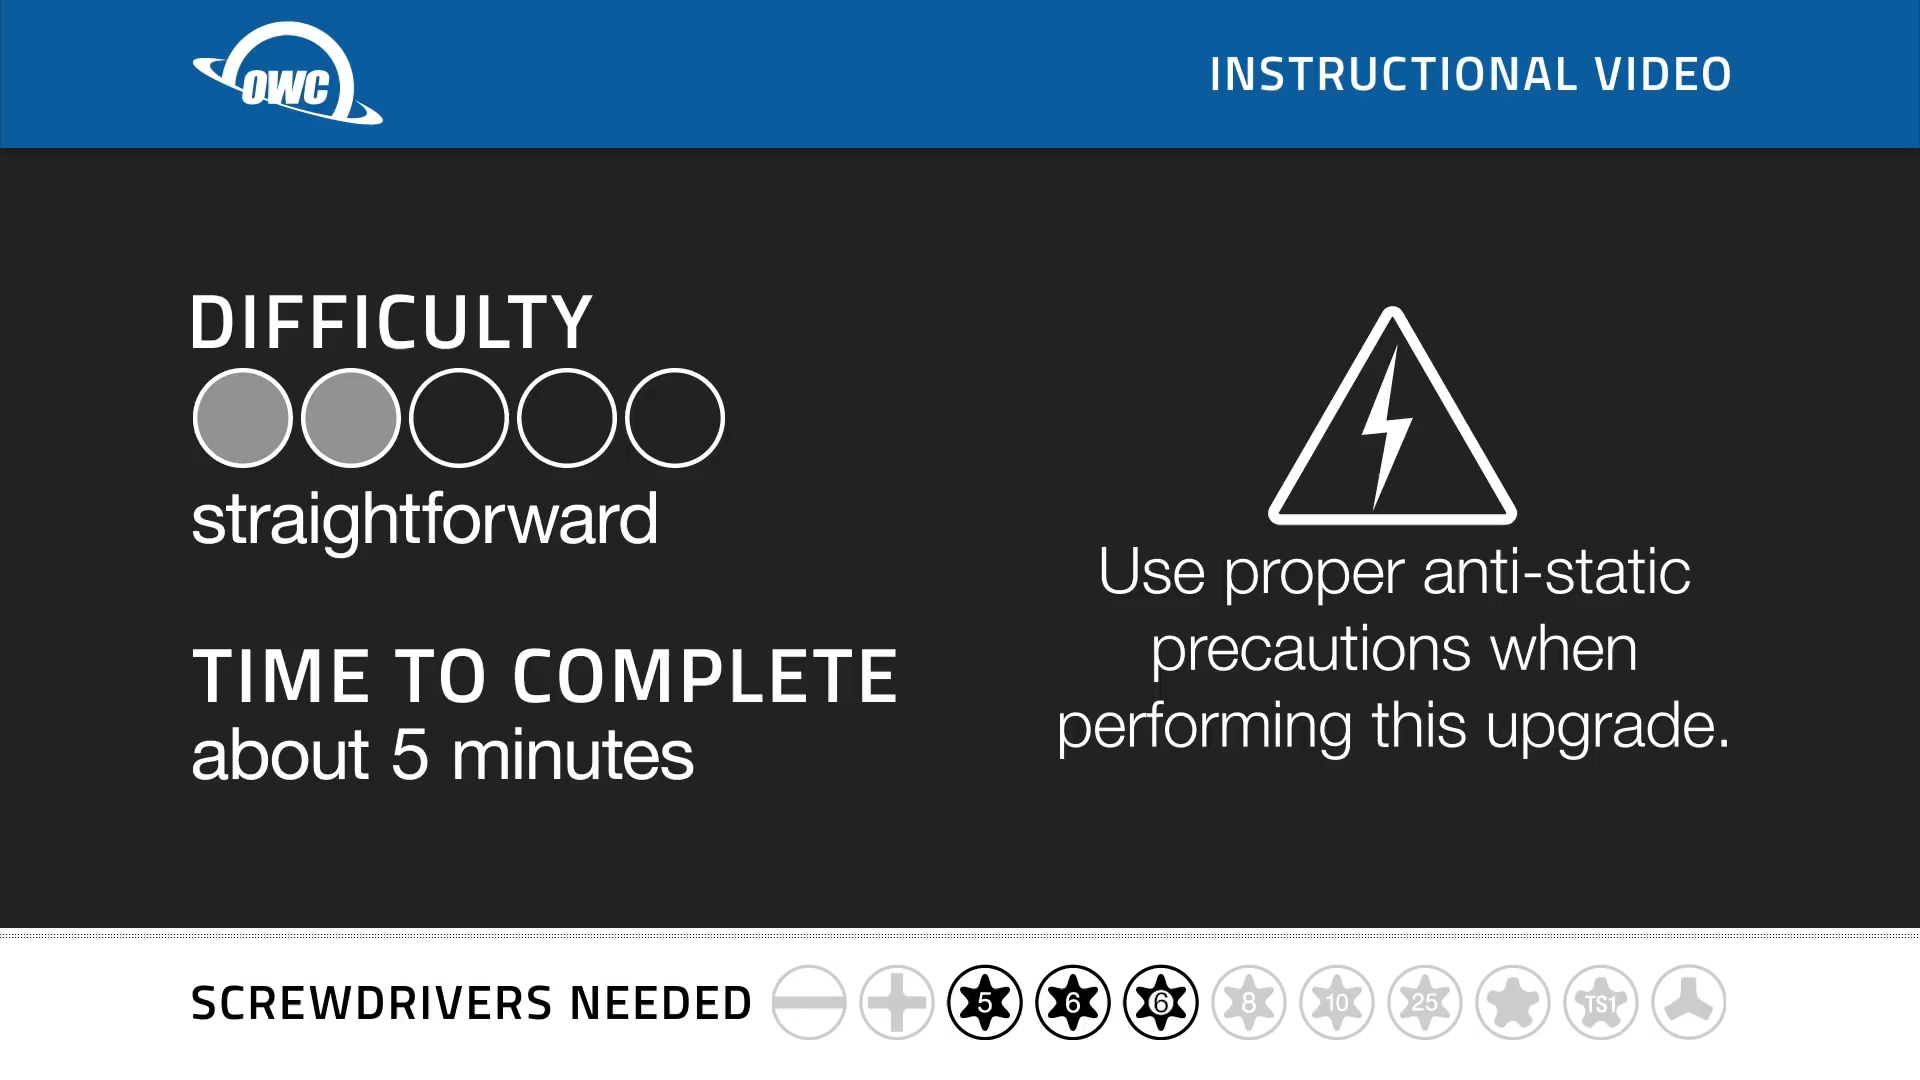 OWC
INSTRUCTIONAL VIDEO
DIFFICULTY
straightforward
TIME TO COMPLETE
about 5 minutes
Use proper anti-static
precautions when
performing this upgrade.
SCREWDRIVERS NEEDED 5 6 6 8 10 25 TS1